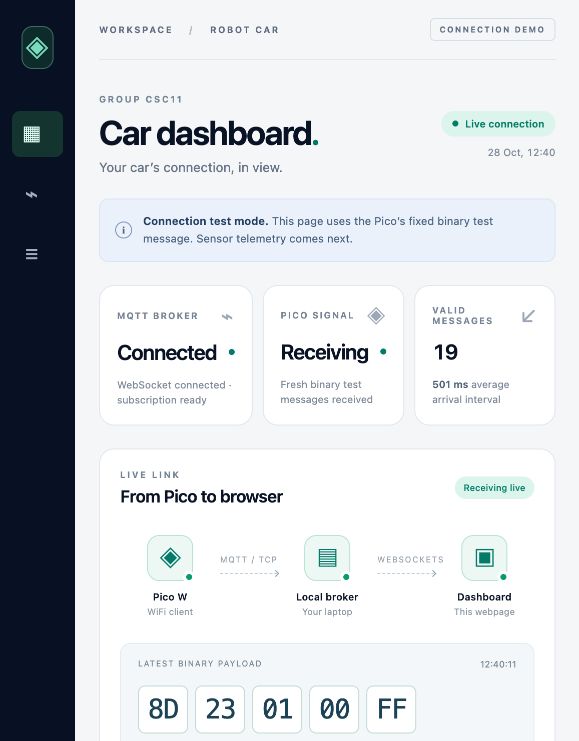 WORKSPACE / ROBOT CAR
CONNECTION DEMO
GROUP CSC11
Car dashboard.
Live connection
Your car's connection, in view.
28 Oct, 12:40
Connection test mode. This page uses the Pico's fixed binary test
message. Sensor telemetry comes next.
MQTT BROKER
Connected
WebSocket connected ·
subscription ready
PICO SIGNAL
Receiving
Fresh binary test
messages received
VALID
MESSAGES
19
501 ms average
arrival interval
LIVE LINK
From Pico to browser
Receiving live
MQTT / TCP
WEBSOCKETS
Pico W
WiFi client
Local broker
Your laptop
Dashboard
This webpage
LATEST BINARY PAYLOAD
12:40:11
8D 23 01 00 FF